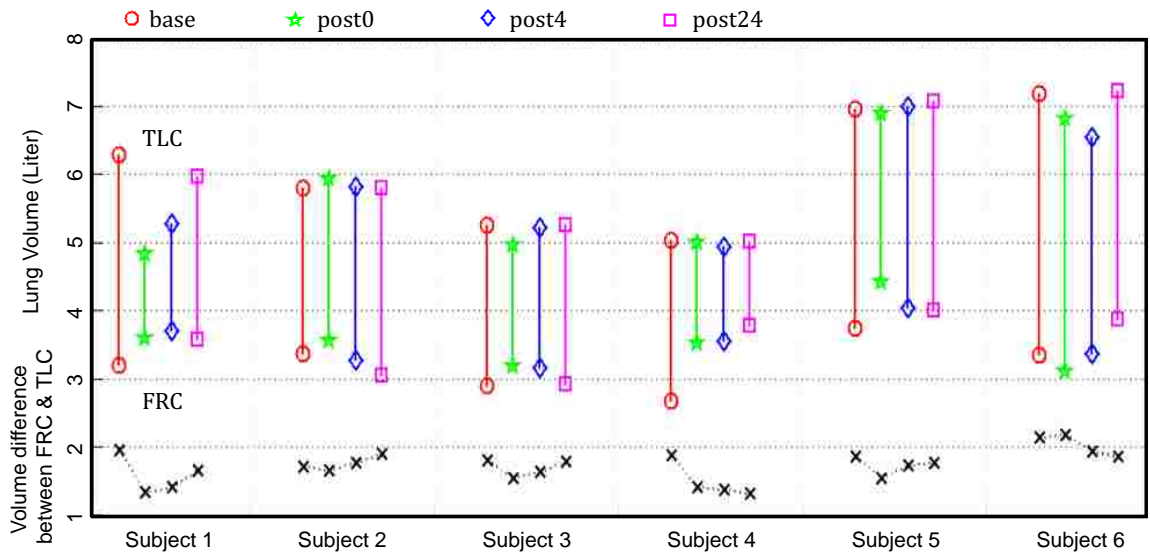 base post0 post4 post24
8
7
6
5
4
3
2
1
Lung Volume (Liter)
Volume difference
between FRC & TLC
TLC
FRC
Subject 1 Subject 2 Subject 3 Subject 4 Subject 5 Subject 6